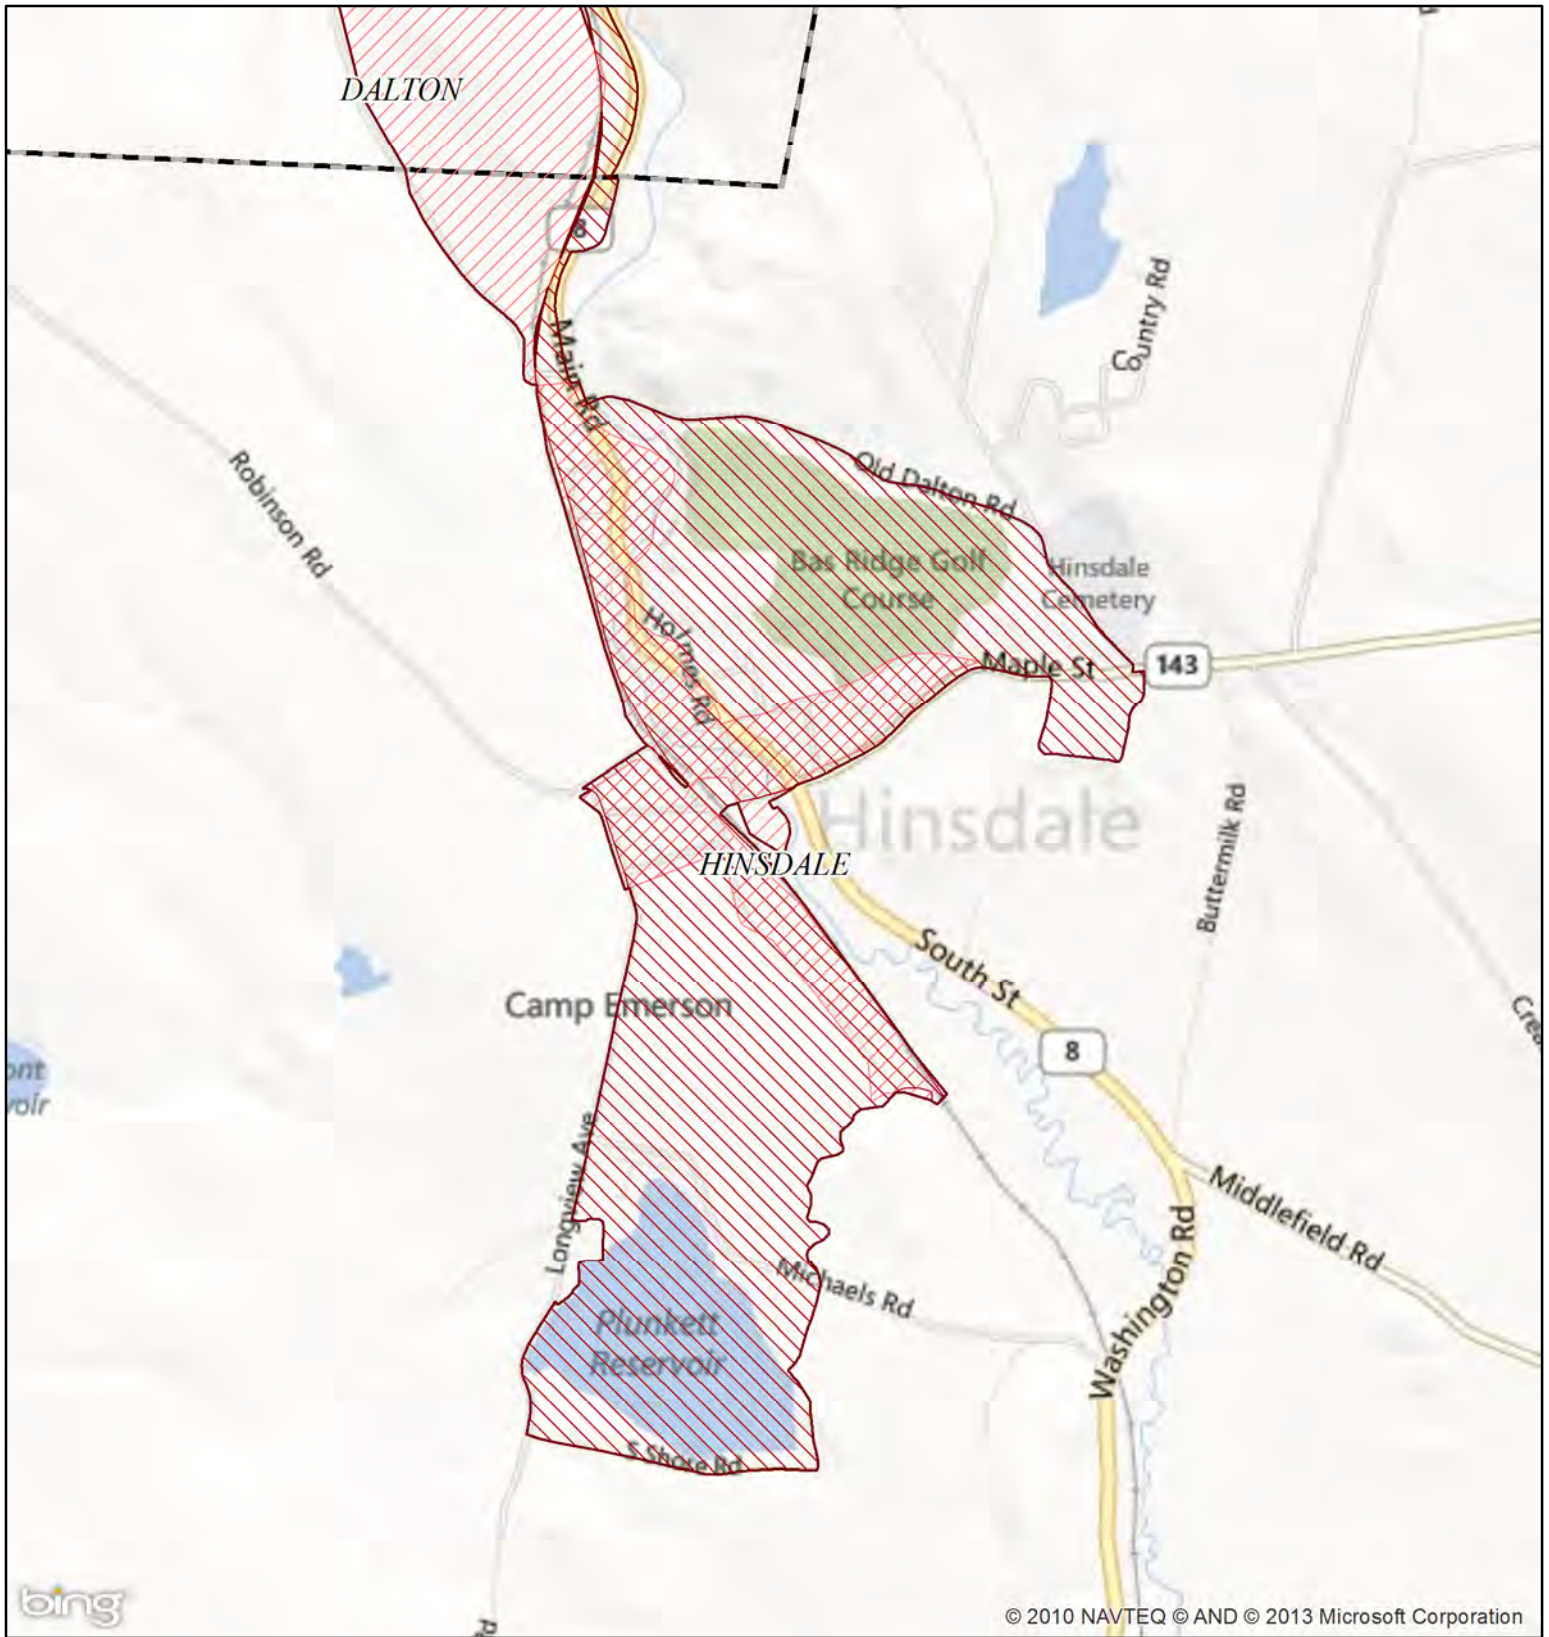 DALTON
8
Main Rd
Country Rd
Robinson Rd
Old Dalton Rd
Bas Ridge Golf
Course
Hinsdale
Cemetery
Holmes Rd
Maple St
143
Hinsdale
HINSDALE
Buttermilk Rd
South St
Camp Emerson
8
Longview Ave
Middlefield Rd
Washington Rd
Michaels Rd
Plunkett
Reservoir
S Shore Rd
Rd
bing
© 2010 NAVTEQ © AND © 2013 Microsoft Corporation